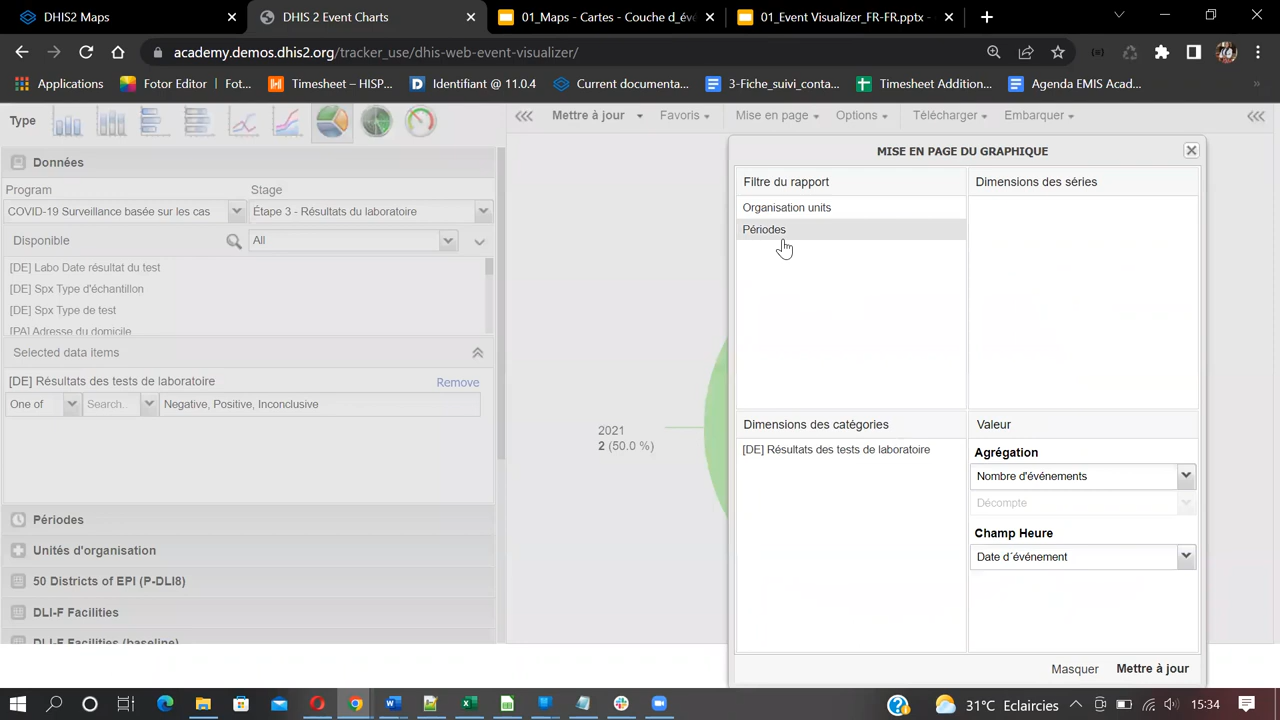 DHIS2 Maps
DHIS 2 Event Charts
01_Maps - Cartes - Couche d_évé
01_Event Visualizer_FR-FR.pptx -
academy.demos.dhis2.org/tracker_use/dhis-web-event-visualizer/
Applications
Fotor Editor | Fot...
Timesheet – HISP...
Identifiant @ 11.0.4
Current documenta...
3-Fiche_suivi_conta...
Timesheet Addition...
Agenda EMIS Acad...
Type
Mettre à jour
Favoris
Mise en page
Options
Télécharger
Embarquer
Données
Program
Stage
COVID-19 Surveillance basée sur les cas
Étape 3 - Résultats du laboratoire
Disponible
All
[DE] Labo Date résultat du test
[DE] Spx Type d'échantillon
[DE] Spx Type de test
[PA] Adresse du domicile
Selected data items
[DE] Résultats des tests de laboratoire
Remove
One of
Search..
Negative, Positive, Inconclusive
Périodes
Unités d'organisation
50 Districts of EPI (P-DLI8)
DLI-F Facilities
DLI-F Facilities (baseline)
2021
2 (50.0 %)
MISE EN PAGE DU GRAPHIQUE
Filtre du rapport
Dimensions des séries
Organisation units
Périodes
Dimensions des catégories
Valeur
[DE] Résultats des tests de laboratoire
Agrégation
Nombre d'événements
Décompte
Champ Heure
Date d´événement
Masquer
Mettre à jour
31°C Eclaircies
15:34